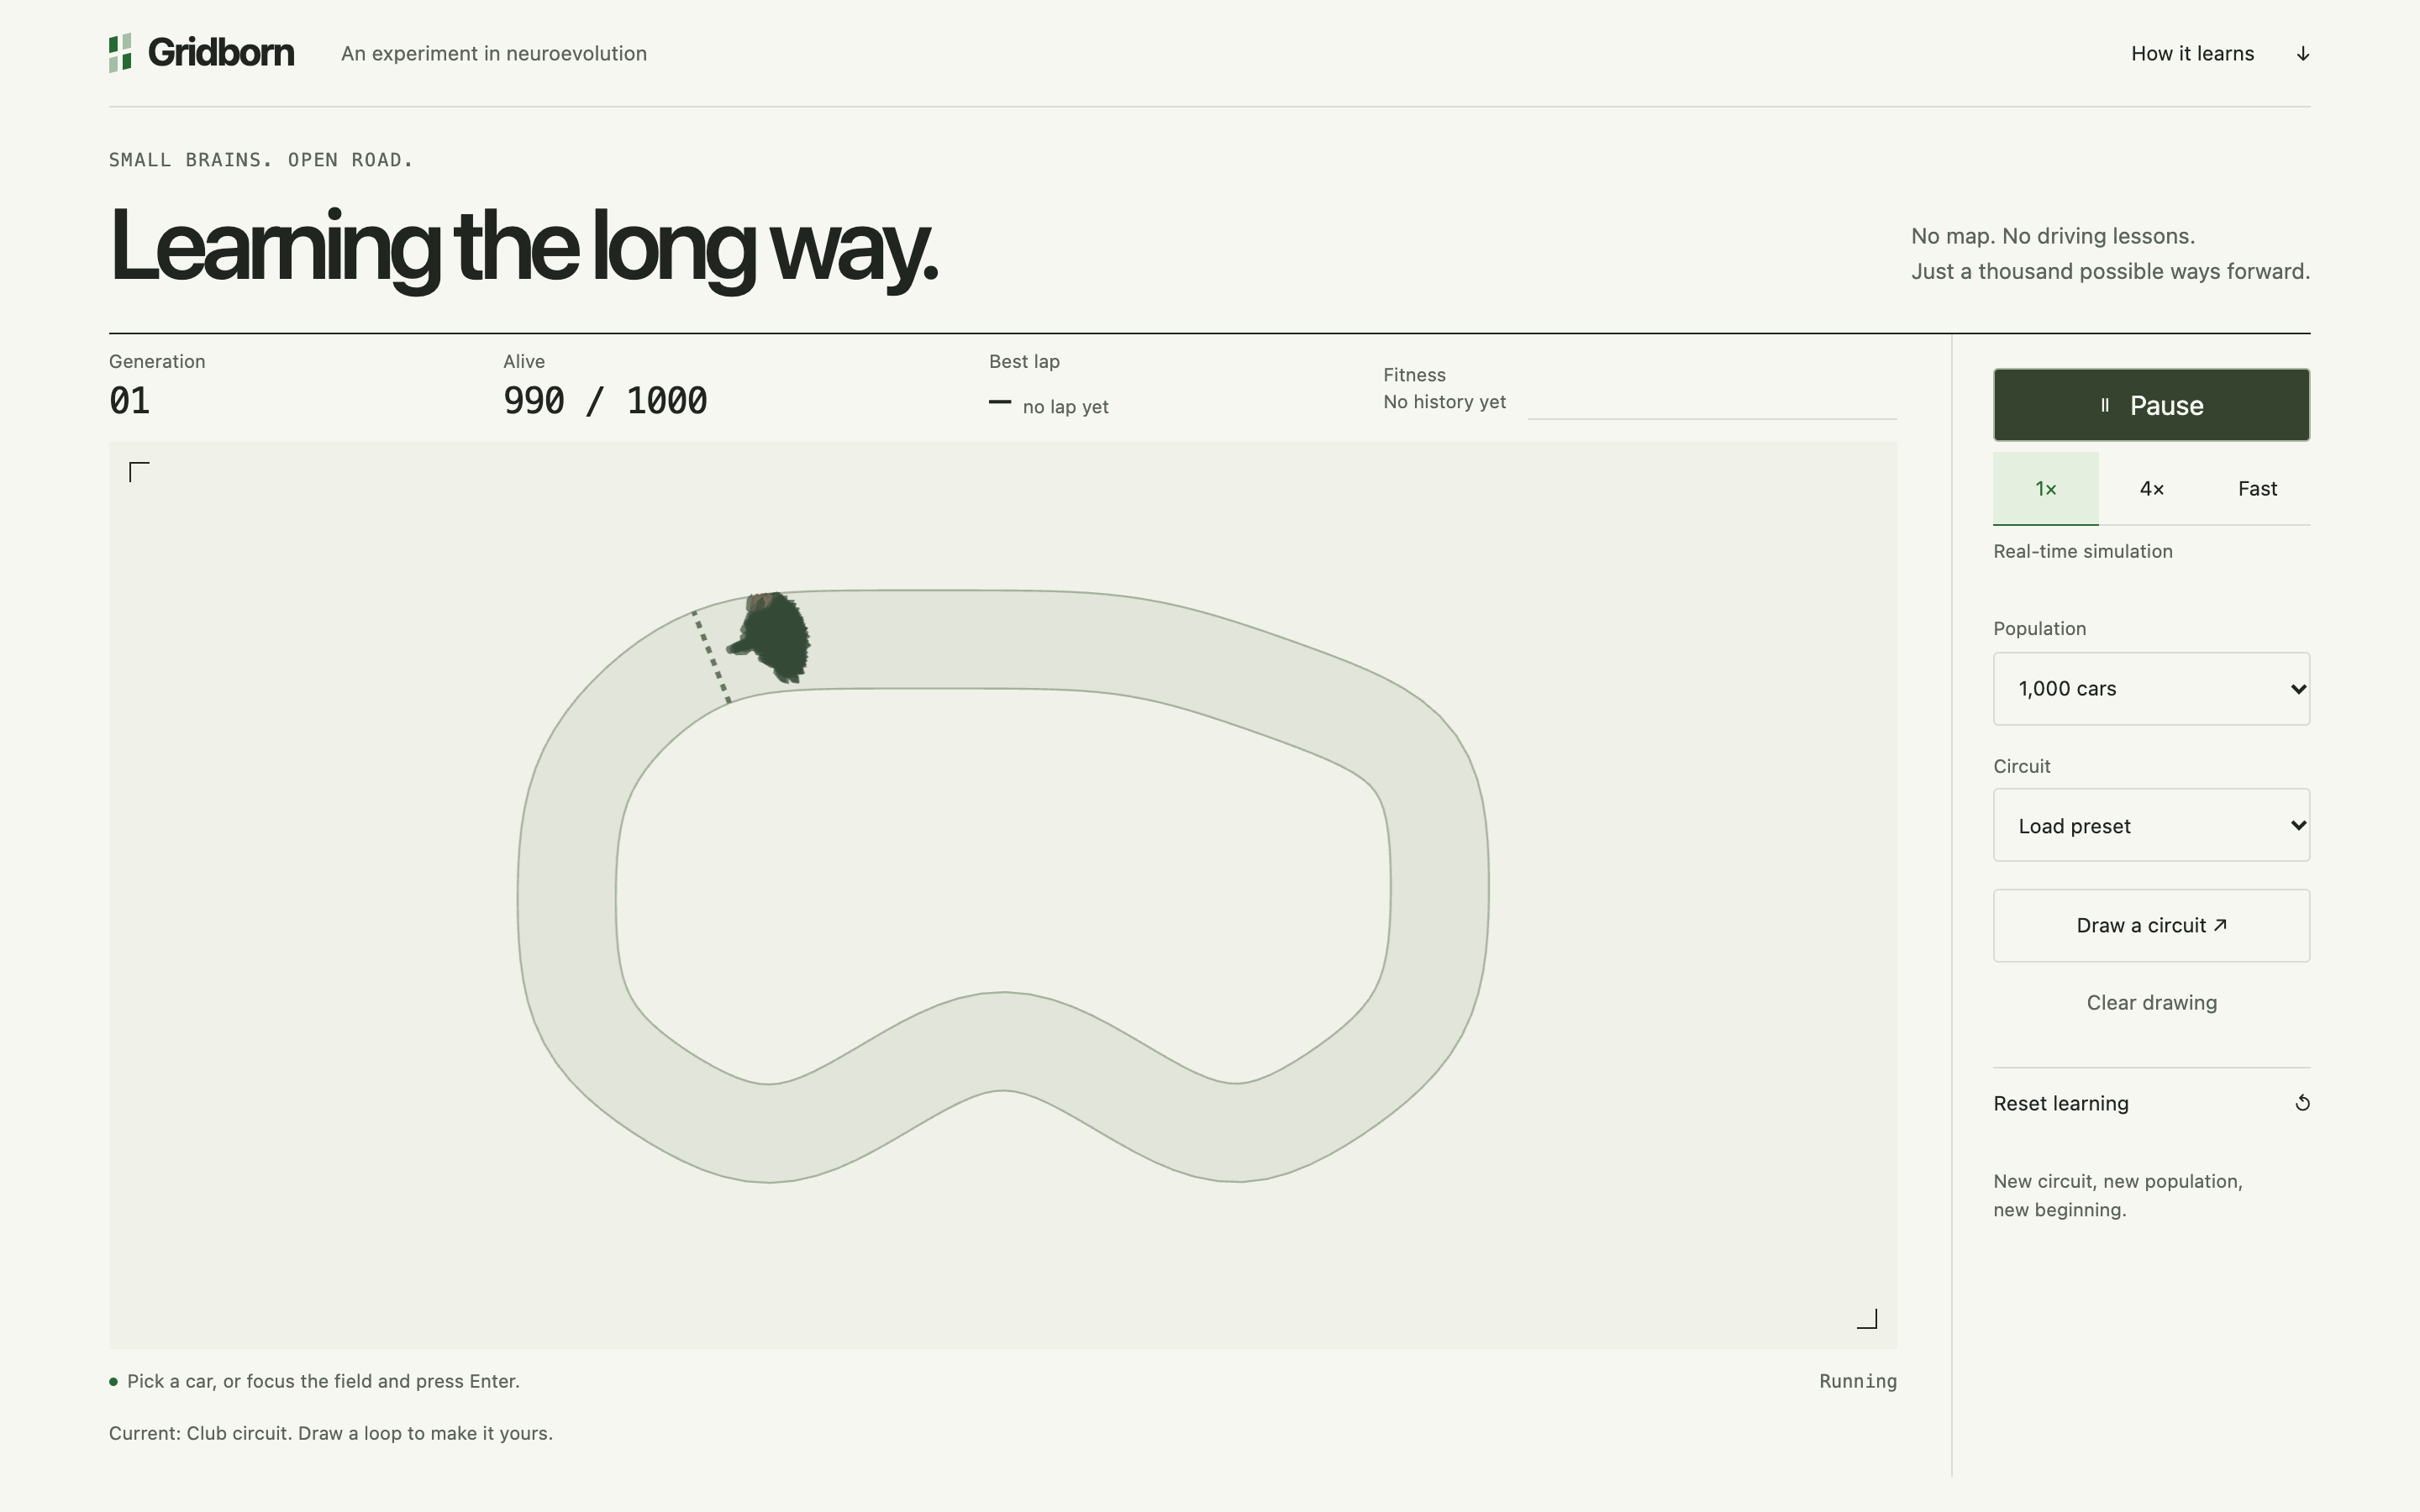 Gridborn
An experiment in neuroevolution
How it learns ↓
SMALL BRAINS. OPEN ROAD.
Learning the long way.
No map. No driving lessons.
Just a thousand possible ways forward.
Generation
01
Alive
990 / 1000
Best lap
— no lap yet
Fitness
No history yet
Pause
1× 4× Fast
Real-time simulation
Population
1,000 cars
Circuit
Load preset
Draw a circuit ↗
Clear drawing
Reset learning
New circuit, new population,
new beginning.
Pick a car, or focus the field and press Enter.
Running
Current: Club circuit. Draw a loop to make it yours.